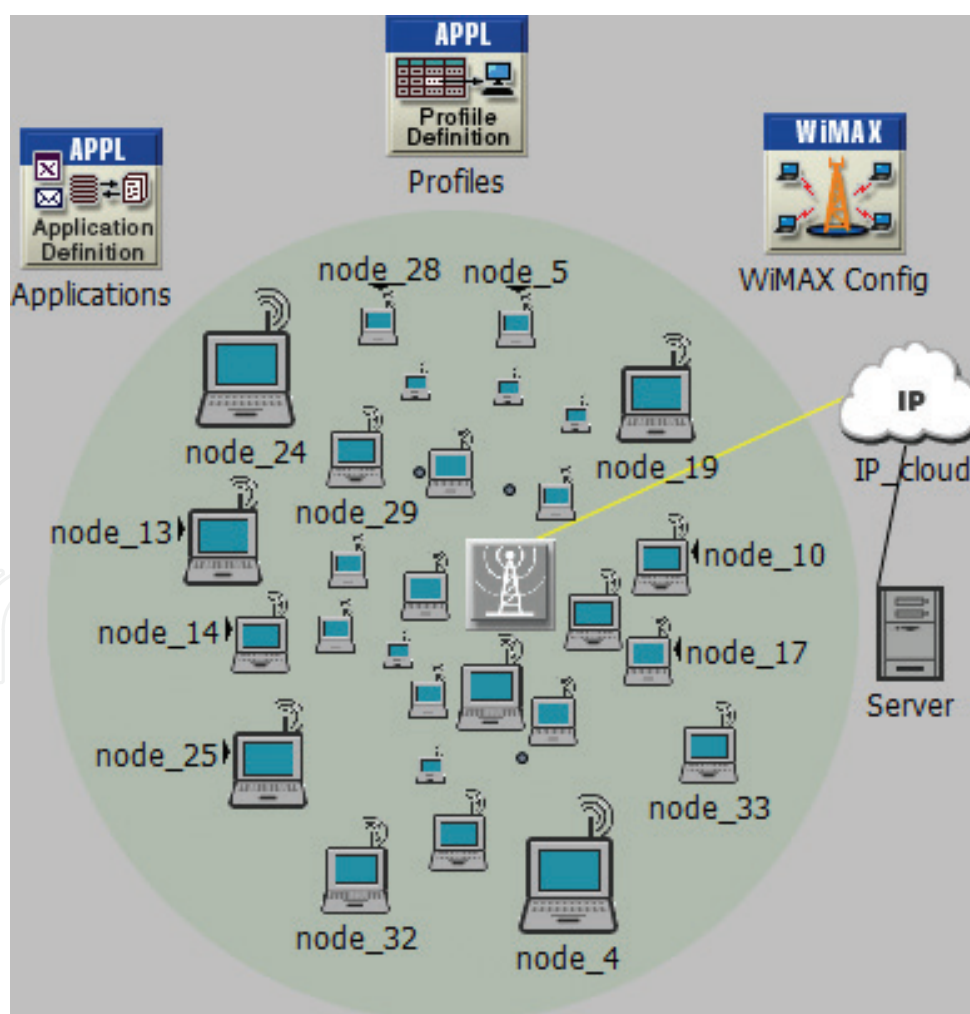 APPL
Profiile
Definition
Profiles
APPL
Application
Definition
Applications
WiMAX
WiMAX Config
node_28
node_5
node_24
node_19
IP
IP_cloud
node_29
node_13
node_10
node_14
node_17
Server
node_25
node_33
node_32
node_4